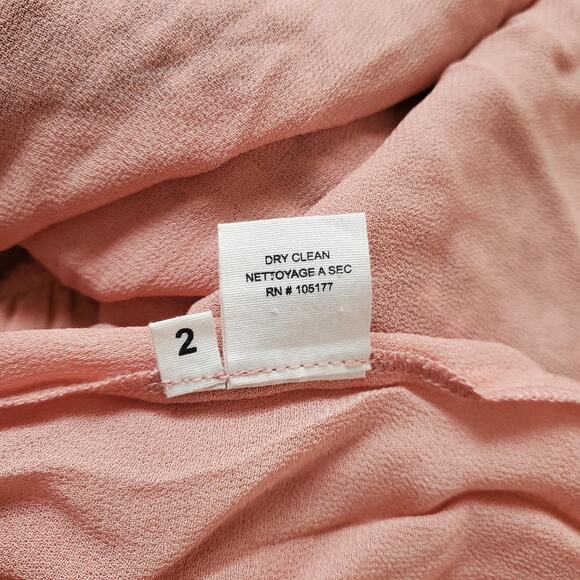 DRY CLEAN
NETTOYAGE A SEC
RN # 105177
2